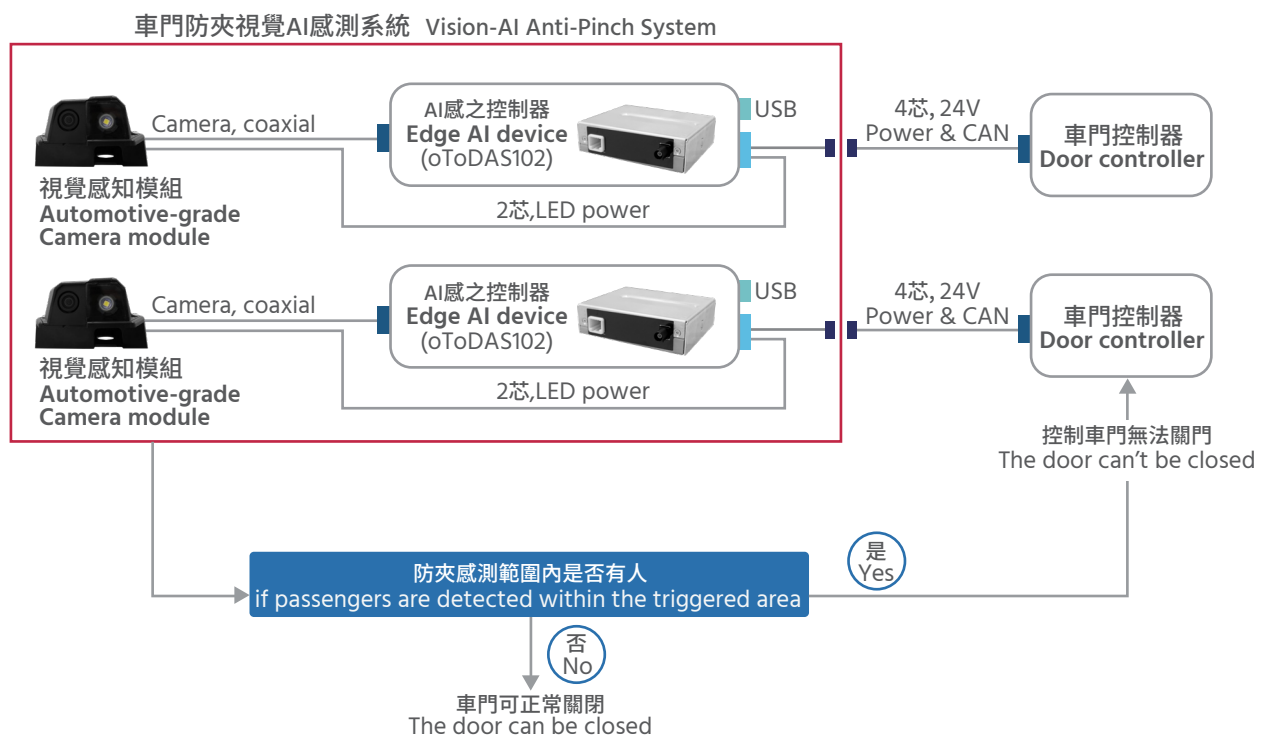 車門防夾視覺AI感測系統 Vision-AI Anti-Pinch System
Camera, coaxial
AI感之控制器
Edge AI device
(oToDAS102)
USB
4芯, 24V
Power & CAN
車門控制器
Door controller
視覺感知模組
Automotive-grade
Camera module
2芯,LED power
Camera, coaxial
AI感之控制器
Edge AI device
(oToDAS102)
USB
4芯, 24V
Power & CAN
車門控制器
Door controller
視覺感知模組
Automotive-grade
Camera module
2芯,LED power
控制車門無法關門
The door can't be closed
防夾感測範圍內是否有人
if passengers are detected within the triggered area
是
Yes
否
No
車門可正常關閉
The door can be closed